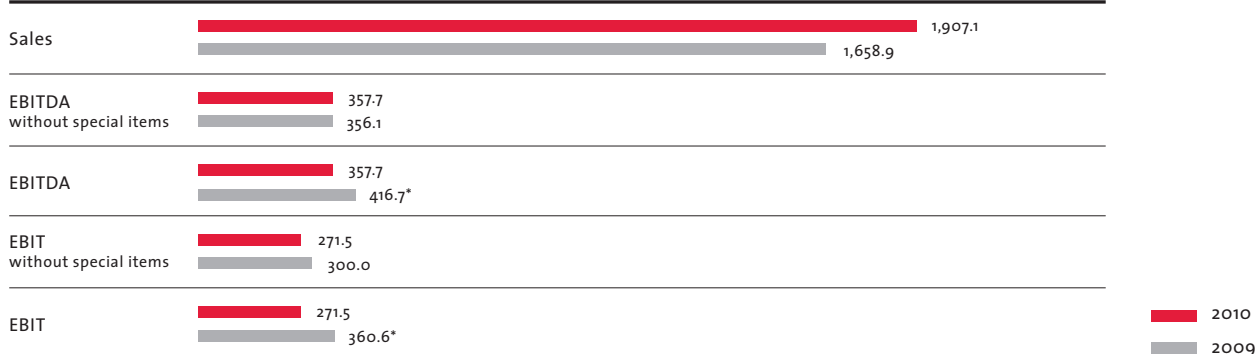 Sales
1,907.1
1,658.9
EBITDA
without special items
357.7
356.1
EBITDA
357.7
416.7*
EBIT
without special items
271.5
300.0
EBIT
271.5
360.6*
2010
2009